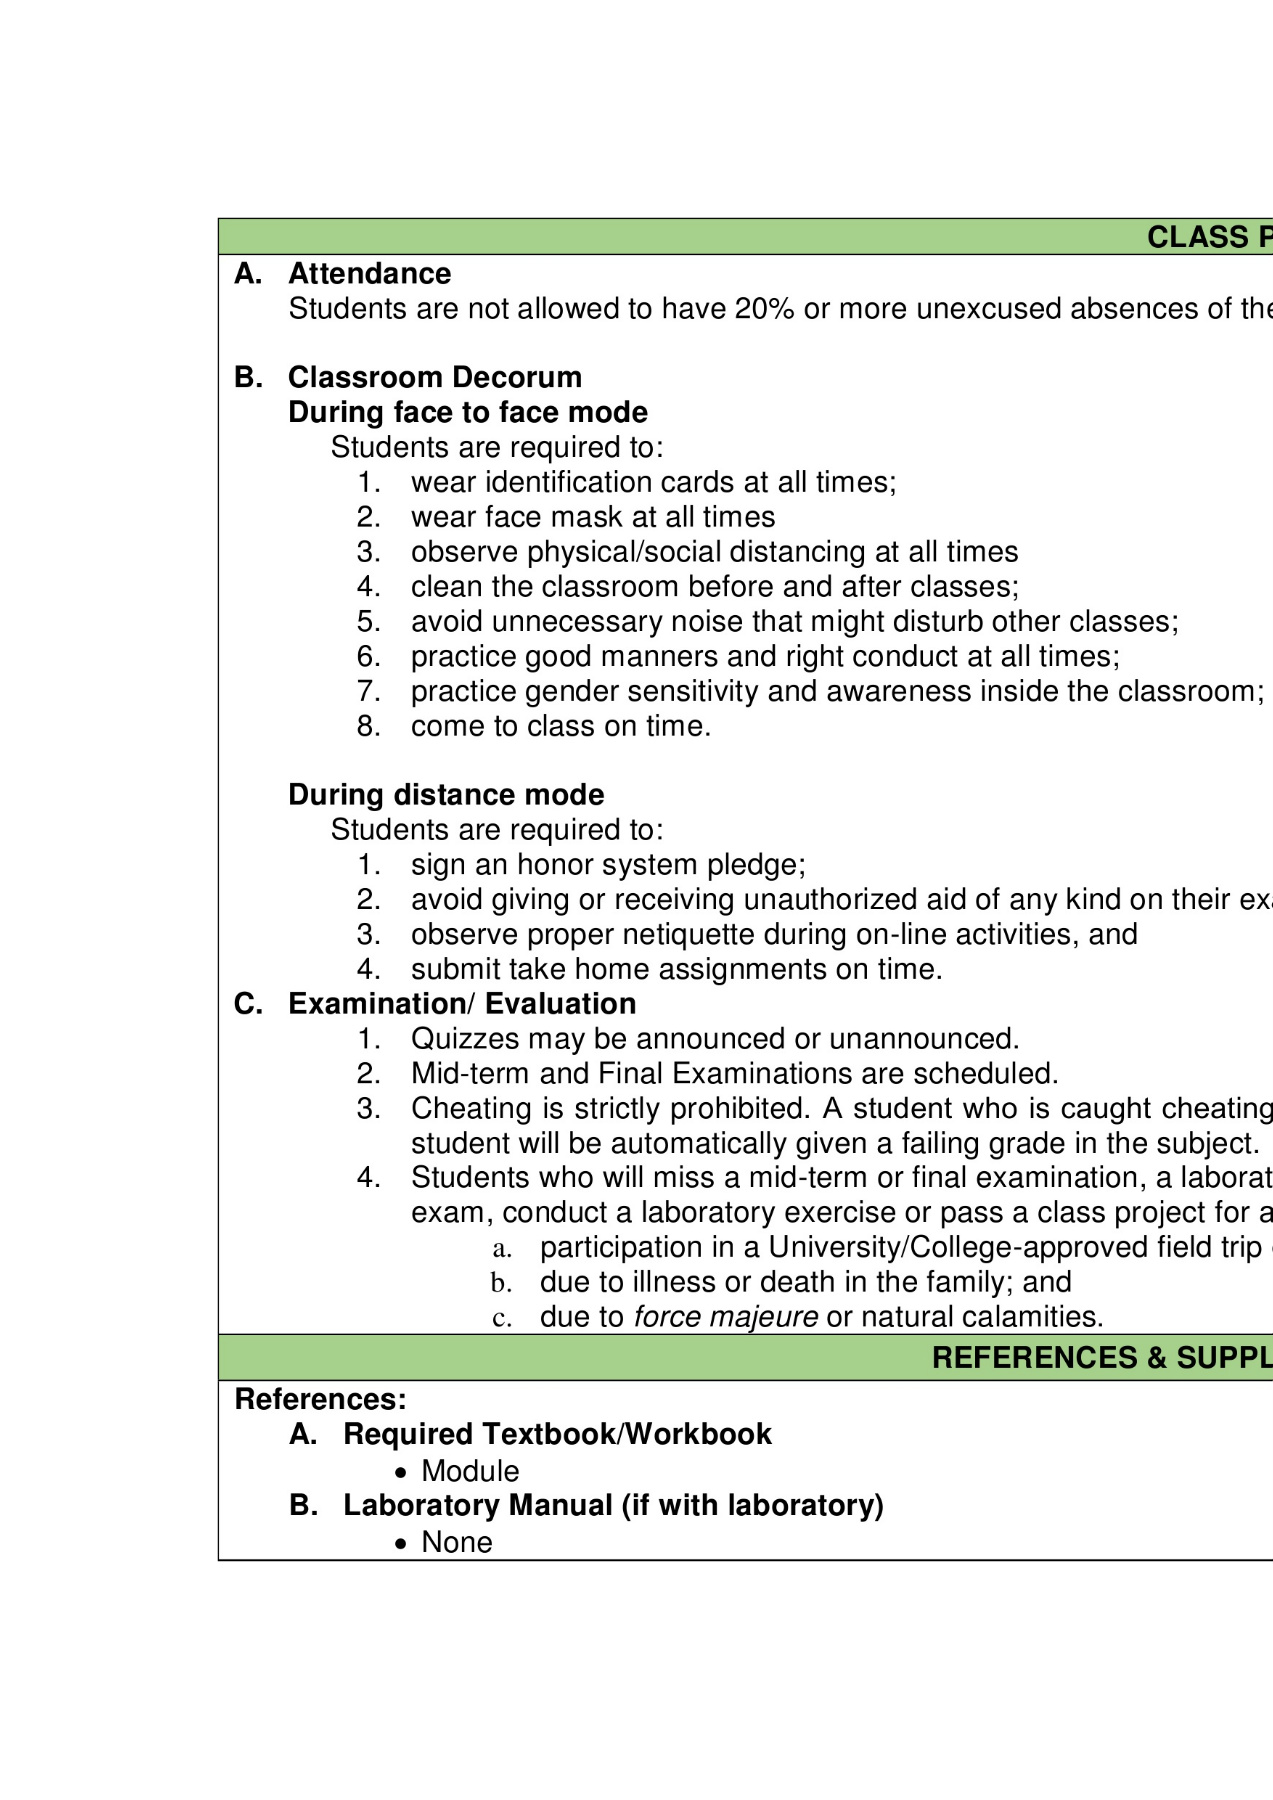 CLASS P
A. Attendance
Students are not allowed to have 20% or more unexcused absences of the
B. Classroom Decorum
During face to face mode
Students are required to:
1. wear identification cards at all times;
2. wear face mask at all times
3. observe physical/social distancing at all times
4. clean the classroom before and after classes;
5. avoid unnecessary noise that might disturb other classes;
6. practice good manners and right conduct at all times;
7. practice gender sensitivity and awareness inside the classroom;
8. come to class on time.
During distance mode
Students are required to:
1. sign an honor system pledge;
2. avoid giving or receiving unauthorized aid of any kind on their exa
3. observe proper netiquette during on-line activities, and
4. submit take home assignments on time.
C. Examination/ Evaluation
1. Quizzes may be announced or unannounced.
2. Mid-term and Final Examinations are scheduled.
3. Cheating is strictly prohibited. A student who is caught cheating
student will be automatically given a failing grade in the subject.
4. Students who will miss a mid-term or final examination, a laborat
exam, conduct a laboratory exercise or pass a class project for a
a. participation in a University/College-approved field trip
b. due to illness or death in the family; and
c. due to force majeure or natural calamities.
REFERENCES & SUPPL
References:
A. Required Textbook/Workbook
• Module
B. Laboratory Manual (if with laboratory)
• None